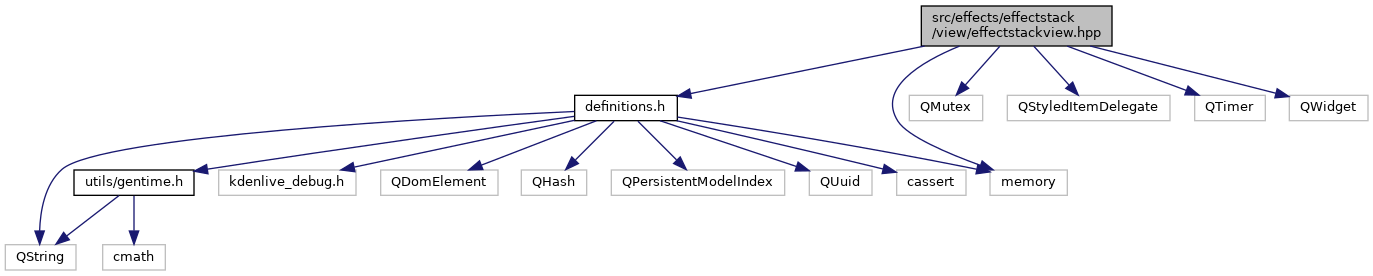 src/effects/effectstack
/view/effectstackview.hpp
definitions.h
QMutex
QStyledItemDelegate
QTimer
QWidget
utils/gentime.h
kdenlive_debug.h
QDomElement
QHash
QPersistentModelIndex
QUuid
cassert
memory
QString
cmath